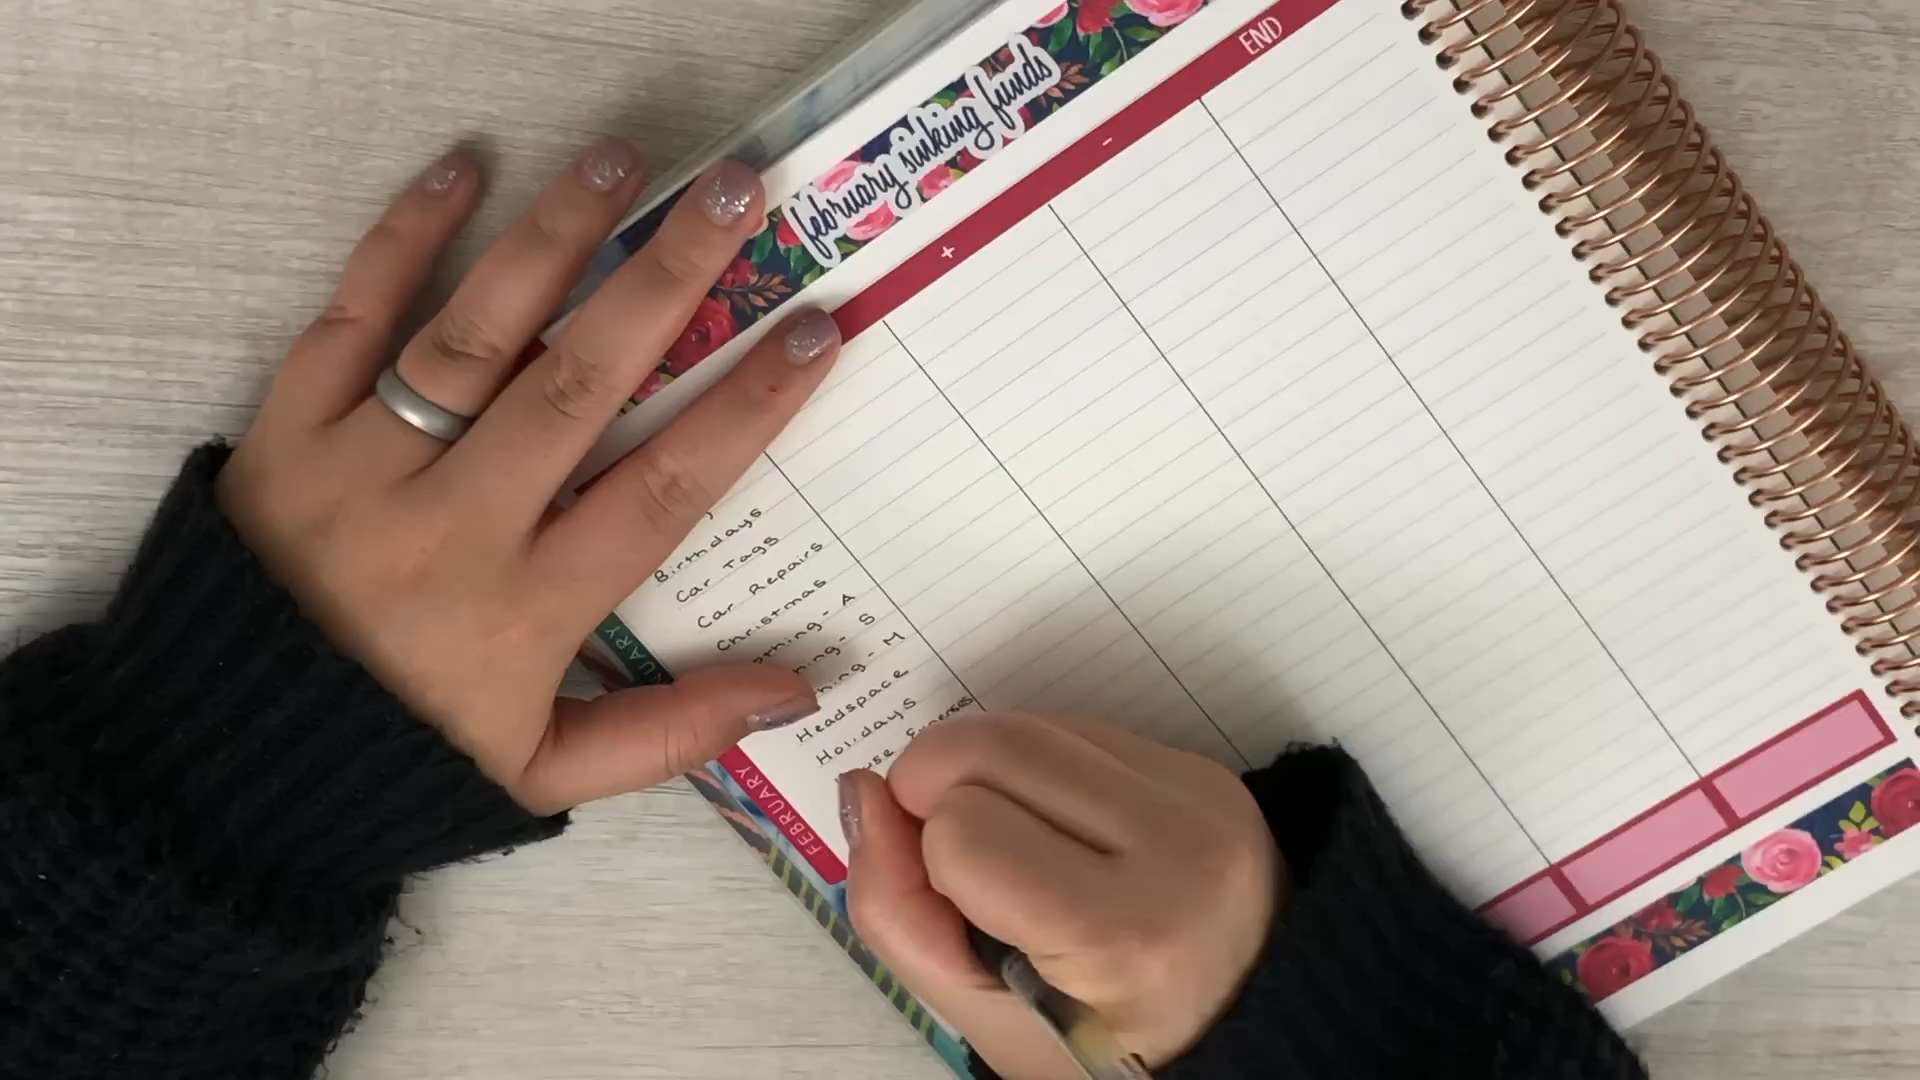 february sinking funds
+ - END
Birthdays
Car Tags
Car Repairs
Christmas
- A
- S
- M
Headspace
Holidays
FEBRUARY